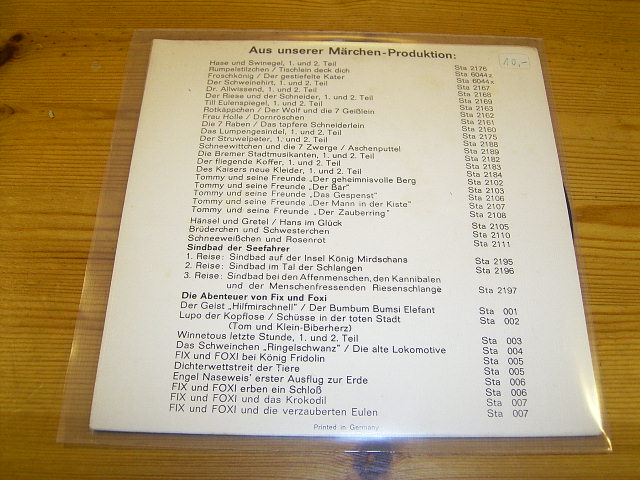 Aus unserer Märchen-Produktion:
10,-
Hase und Swinegel, 1. und 2. Teil Sta 2176
Rumpelstilzchen / Tischlein deck dich Sta 6044x
Froschkönig / Der gestiefelte Kater Sta 6044x
Der Schweinehirt, 1. und 2. Teil Sta 2167
Dr. Allwissend, 1. und 2. Teil Sta 2168
Der Riese und der Schneider, 1. und 2. Teil Sta 2169
Till Eulenspiegel, 1. und 2. Teil Sta 2163
Rotkäppchen / Der Wolf und die 7 Geißlein Sta 2162
Frau Holle / Dornröschen Sta 2161
Die 7 Raben / Das tapfere Schneiderlein Sta 2160
Das Lumpengesindel, 1. und 2. Teil Sta 2175
Der Struwelpeter, 1. und 2. Teil Sta 2188
Schneewittchen und die 7 Zwerge / Aschenputtel Sta 2189
Die Bremer Stadtmusikanten, 1. und 2. Teil Sta 2182
Der fliegende Koffer, 1. und 2. Teil Sta 2183
Des Kaisers neue Kleider, 1. und 2. Teil Sta 2184
Tommy und seine Freunde „Der geheimnisvolle Berg Sta 2102
Tommy und seine Freunde „Der Bär" Sta 2103
Tommy und seine Freunde „Das Gespenst" Sta 2106
Tommy und seine Freunde „Der Mann in der Kiste" Sta 2107
Tommy und seine Freunde „Der Zauberring" Sta 2108
Hänsel und Gretel / Hans im Glück Sta 2105
Brüderchen und Schwesterchen Sta 2110
Schneeweißchen und Rosenrot Sta 2111
Sindbad der Seefahrer
1. Reise: Sindbad auf der Insel König Mirdschans Sta 2195
2. Reise: Sindbad im Tal der Schlangen Sta 2196
3. Reise: Sindbad bei den Affenmenschen, den Kannibalen
und der Menschenfressenden Riesenschlange Sta 2197
Die Abenteuer von Fix und Foxi
Der Geist „Hilfmirschnell" / Der Bumbum Bumsi Elefant Sta 001
Lupo der Kopflose / Schüsse in der toten Stadt Sta 002
(Tom und Klein-Biberherz)
Winnetous letzte Stunde, 1. und 2. Teil Sta 003
Das Schweinchen „Ringelschwanz" / Die alte Lokomotive Sta 004
FIX und FOXI bei König Fridolin Sta 005
Dichterwettstreit der Tiere Sta 005
Engel Naseweis' erster Ausflug zur Erde Sta 006
FIX und FOXI erben ein Schloß Sta 006
FIX und FOXI und das Krokodil Sta 007
FIX und FOXI und die verzauberten Eulen Sta 007
Printed in Germany